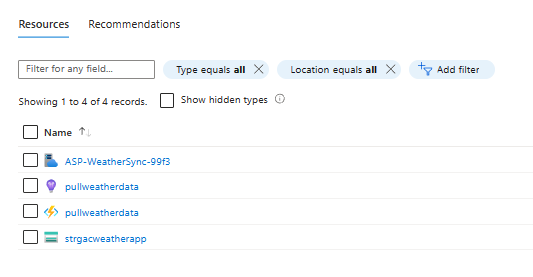 Resources Recommendations
Filter for any field... Type equals all Location equals all Add filter
Showing 1 to 4 of 4 records. Show hidden types
Name
ASP-WeatherSync-99f3
pullweatherdata
pullweatherdata
strgacweatherapp